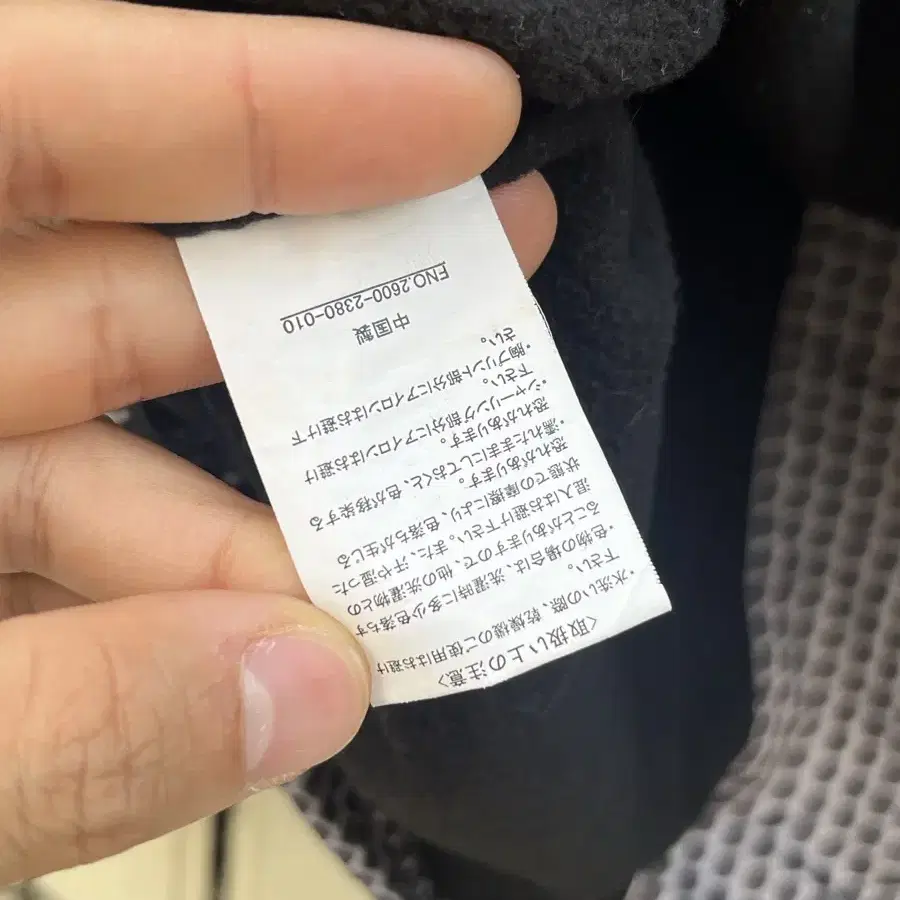 〈取扱い上の注意〉
*水洗いの際、乾燥機のご使用はお避け
下さい。
*色物の場合は、洗濯時に多少色落ちす
ることがありますので、他の洗濯物との
混入はお避け下さい。また、汗や湿った
状態での摩擦により、色落ちが生じる
恐れがあります。
*濡れたままにしておくと、色が移染する
恐れがあります。
*シャーリング部分にアイロンはお避け
下さい。
*胸プリント部分にアイロンはお避け下
さい。
中国製
FNO.2600-2380-010